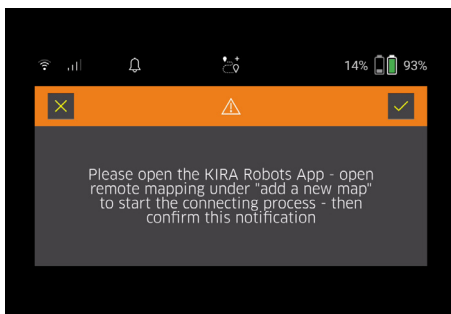 14% 93%
Please open the KIRA Robots App - open
remote mapping under "add a new map"
to start the connecting process - then
confirm this notification